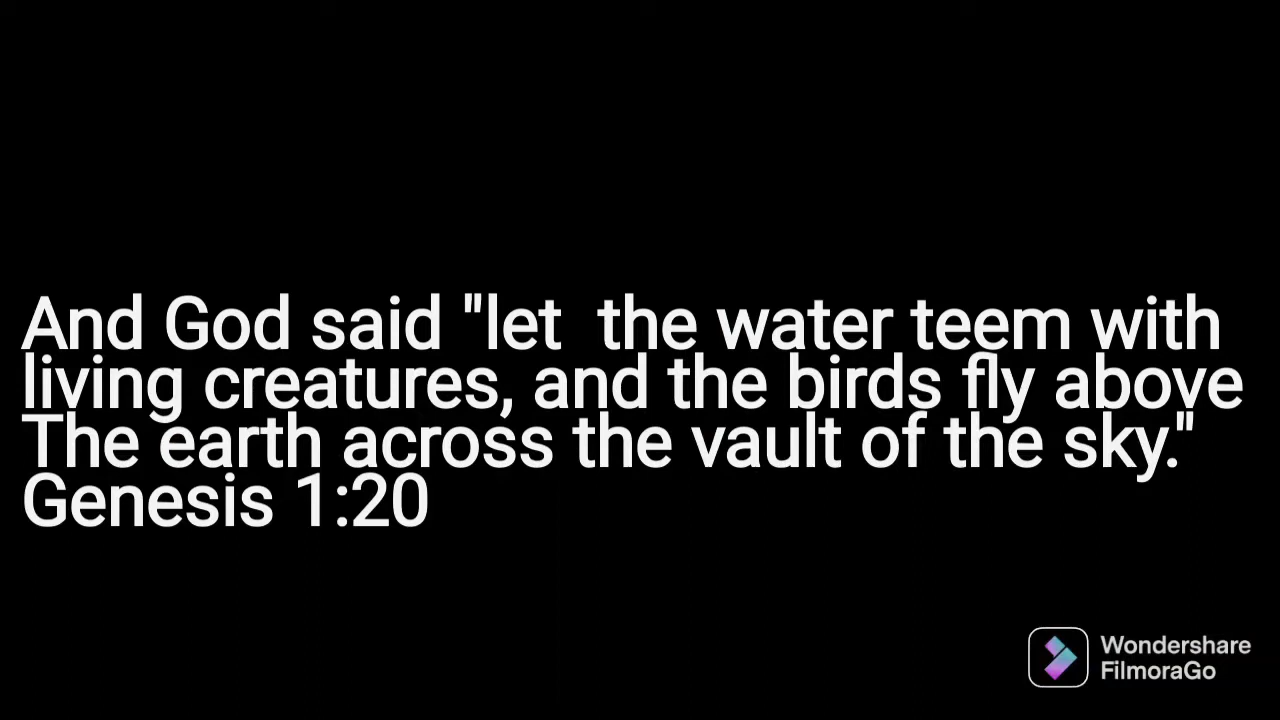 And God said "let  the water teem with
living creatures, and the birds fly above
The earth across the vault of the sky."
Genesis 1:20
Wondershare
FilmoraGo